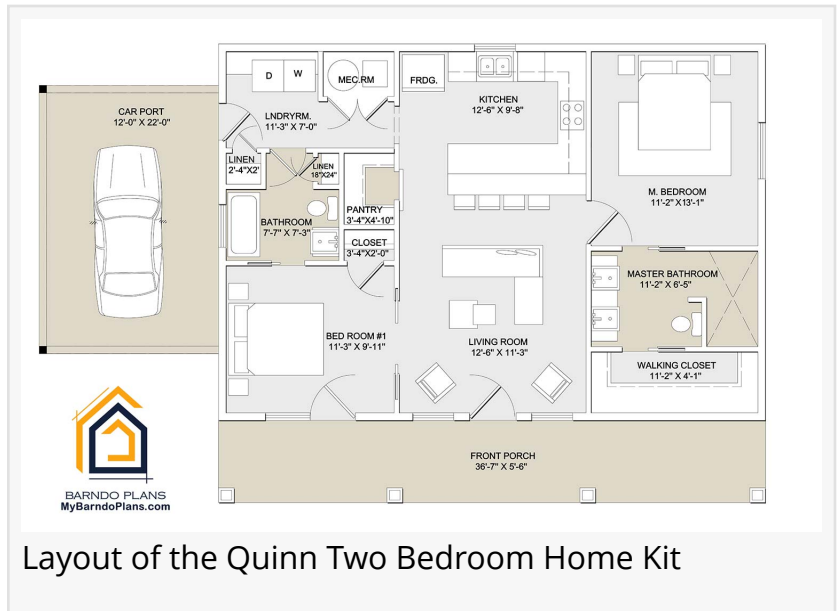 D
W
MEC.RM
FRDG.
KITCHEN
12'-6" X 9'-8"
CAR PORT
12'-0" X 22'-0"
LNDRYRM.
11'-3" X 7'-0"
LINEN
2'-4"X2'
LINEN
18"X24"
M. BEDROOM
11'-2" X13'-1"
PANTRY
3'-4"X4'-10"
BATHROOM
7'-7" X 7'-3"
CLOSET
3'-4"X2'-0"
MASTER BATHROOM
11'-2" X 6'-5"
BED ROOM #1
11'-3" X 9'-11"
LIVING ROOM
12'-6" X 11'-3"
WALKING CLOSET
11'-2" X 4'-1"
FRONT PORCH
36'-7" X 5'-6"
BARNDO PLANS
MyBarndoPlans.com
Layout of the Quinn Two Bedroom Home Kit